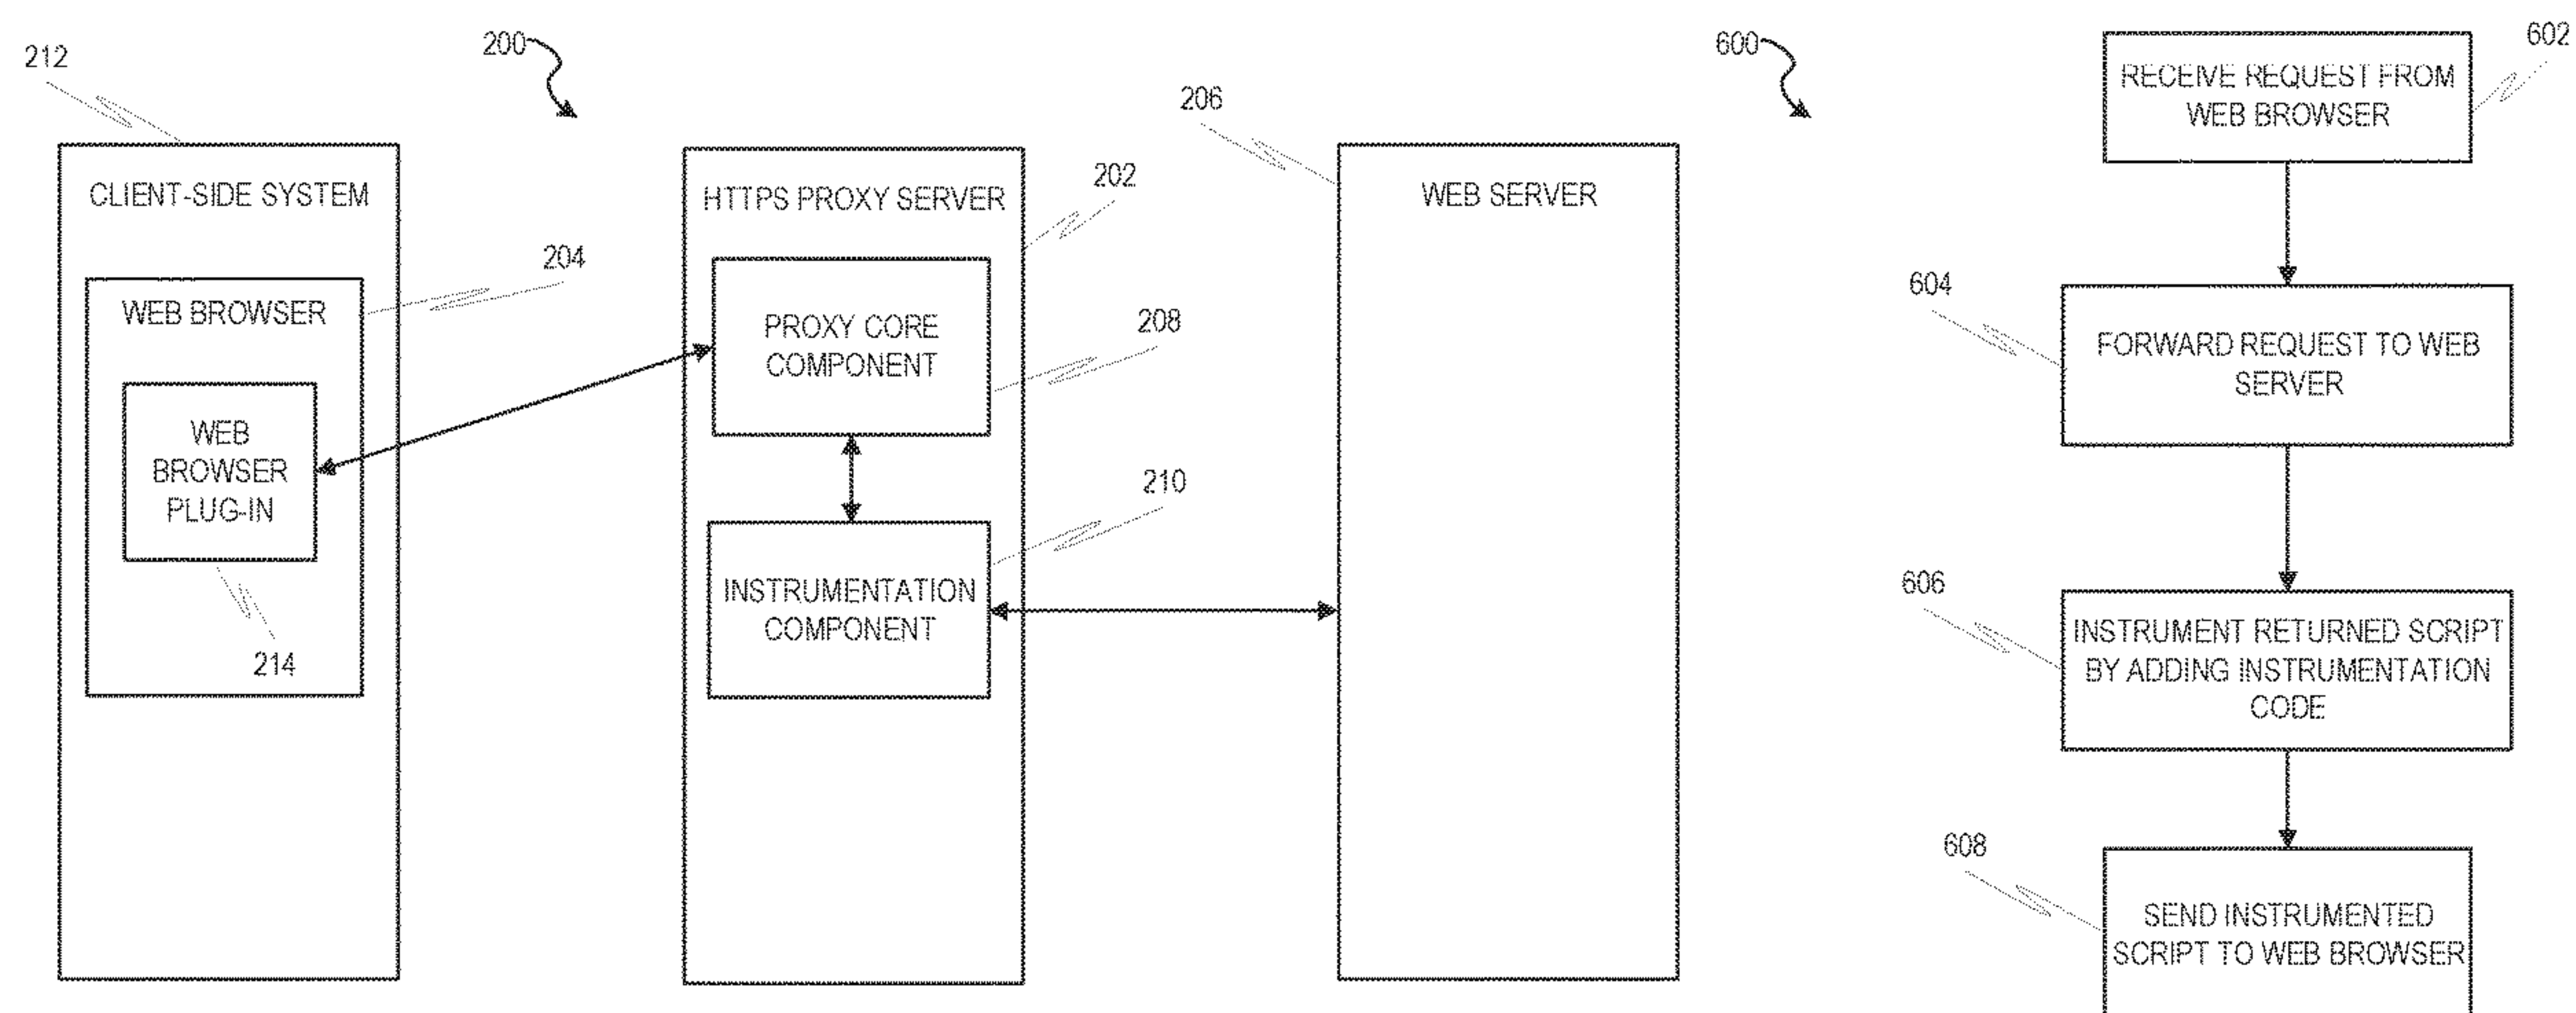 212
200
CLIENT-SIDE SYSTEM
204
WEB BROWSER
WEB
BROWSER
PLUG-IN
214
HTTPS PROXY SERVER
202
PROXY CORE
COMPONENT
208
210
INSTRUMENTATION
COMPONENT
206
WEB SERVER
600
602
RECEIVE REQUEST FROM
WEB BROWSER
604
FORWARD REQUEST TO WEB
SERVER
606
INSTRUMENT RETURNED SCRIPT
BY ADDING INSTRUMENTATION
CODE
608
SEND INSTRUMENTED
SCRIPT TO WEB BROWSER